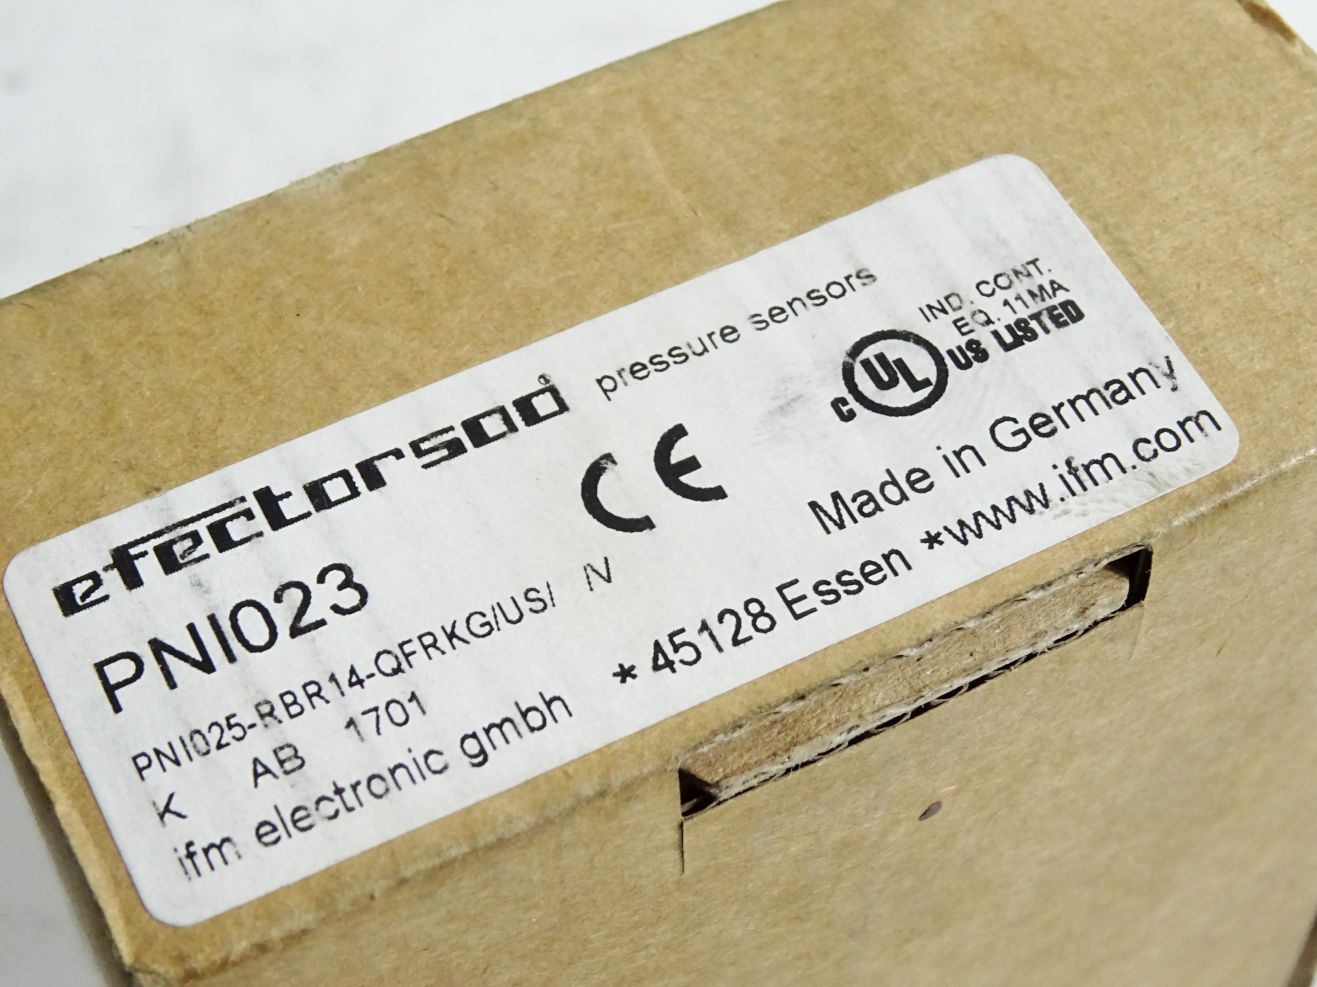 efector500® pressure sensors
PNI023
PNI025-RBR14-QFRKG/US/ /V
K AB 1701
ifm electronic gmbh * 45128 Essen *www.ifm.com
CE
Made in Germany
IND. CONT.
EQ. 11MA
C UL US LISTED